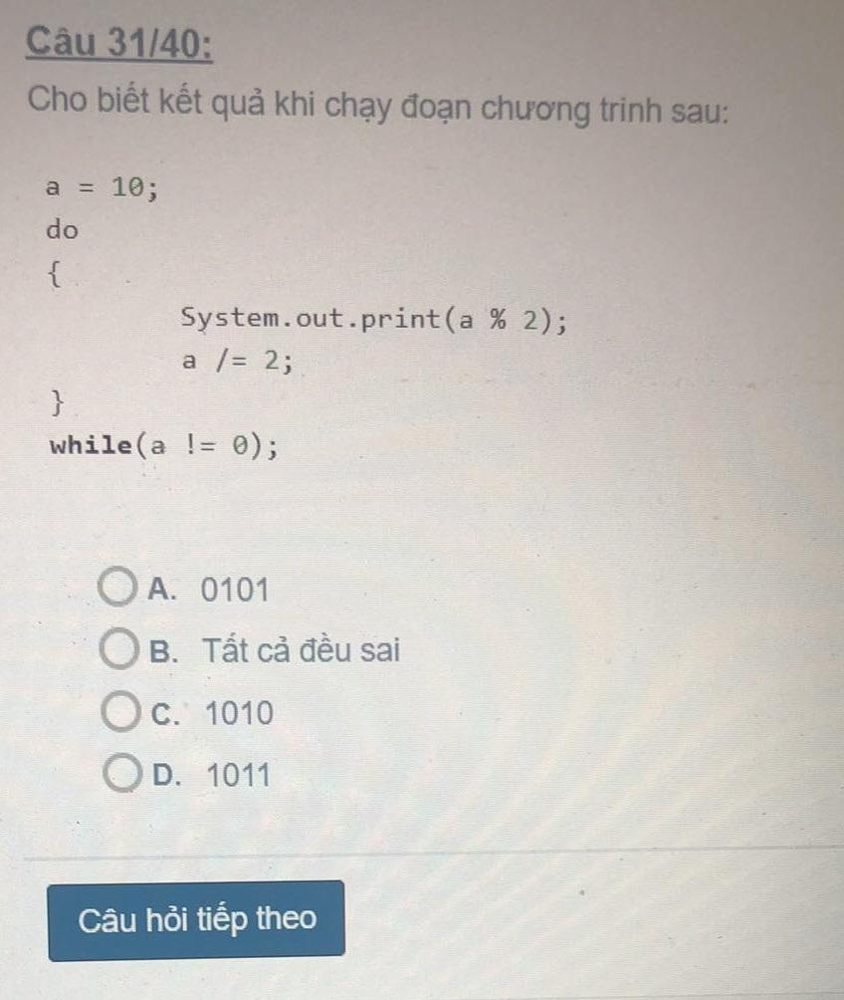 Câu 31/40:
Cho biết kết quả khi chạy đoạn chương trinh sau:
a = 10;
do
{
System.out.print(a % 2);
a /= 2;
}
while(a != 0);
A. 0101
B. Tất cả đều sai
C. 1010
D. 1011
Câu hỏi tiếp theo